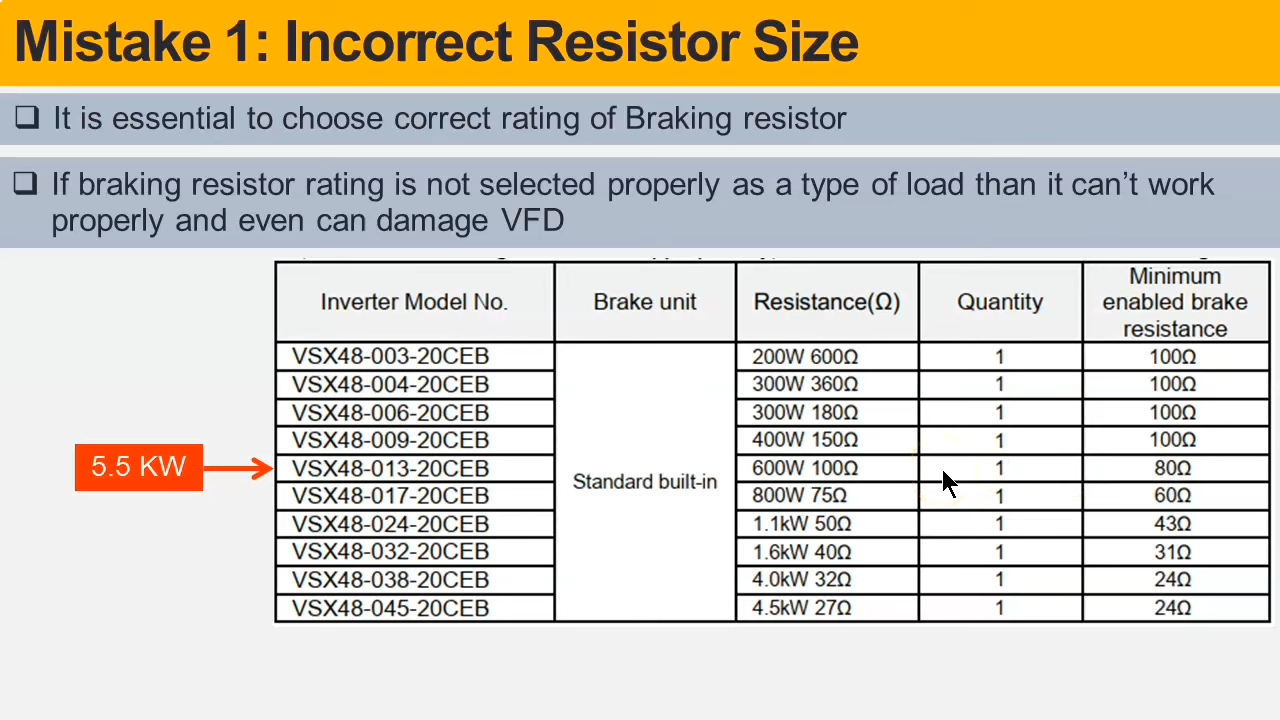 Mistake 1: Incorrect Resistor Size
❑ It is essential to choose correct rating of Braking resistor
❑ If braking resistor rating is not selected properly as a type of load than it can’t work
properly and even can damage VFD
Inverter Model No. Brake unit Resistance(Ω) Quantity Minimum enabled brake resistance
VSX48-003-20CEB 200W 600Ω 1 100Ω
VSX48-004-20CEB 300W 360Ω 1 100Ω
VSX48-006-20CEB 300W 180Ω 1 100Ω
VSX48-009-20CEB 400W 150Ω 1 100Ω
5.5 KW VSX48-013-20CEB 600W 100Ω 1 80Ω
Standard built-in
VSX48-017-20CEB 800W 75Ω 1 60Ω
VSX48-024-20CEB 1.1kW 50Ω 1 43Ω
VSX48-032-20CEB 1.6kW 40Ω 1 31Ω
VSX48-038-20CEB 4.0kW 32Ω 1 24Ω
VSX48-045-20CEB 4.5kW 27Ω 1 24Ω